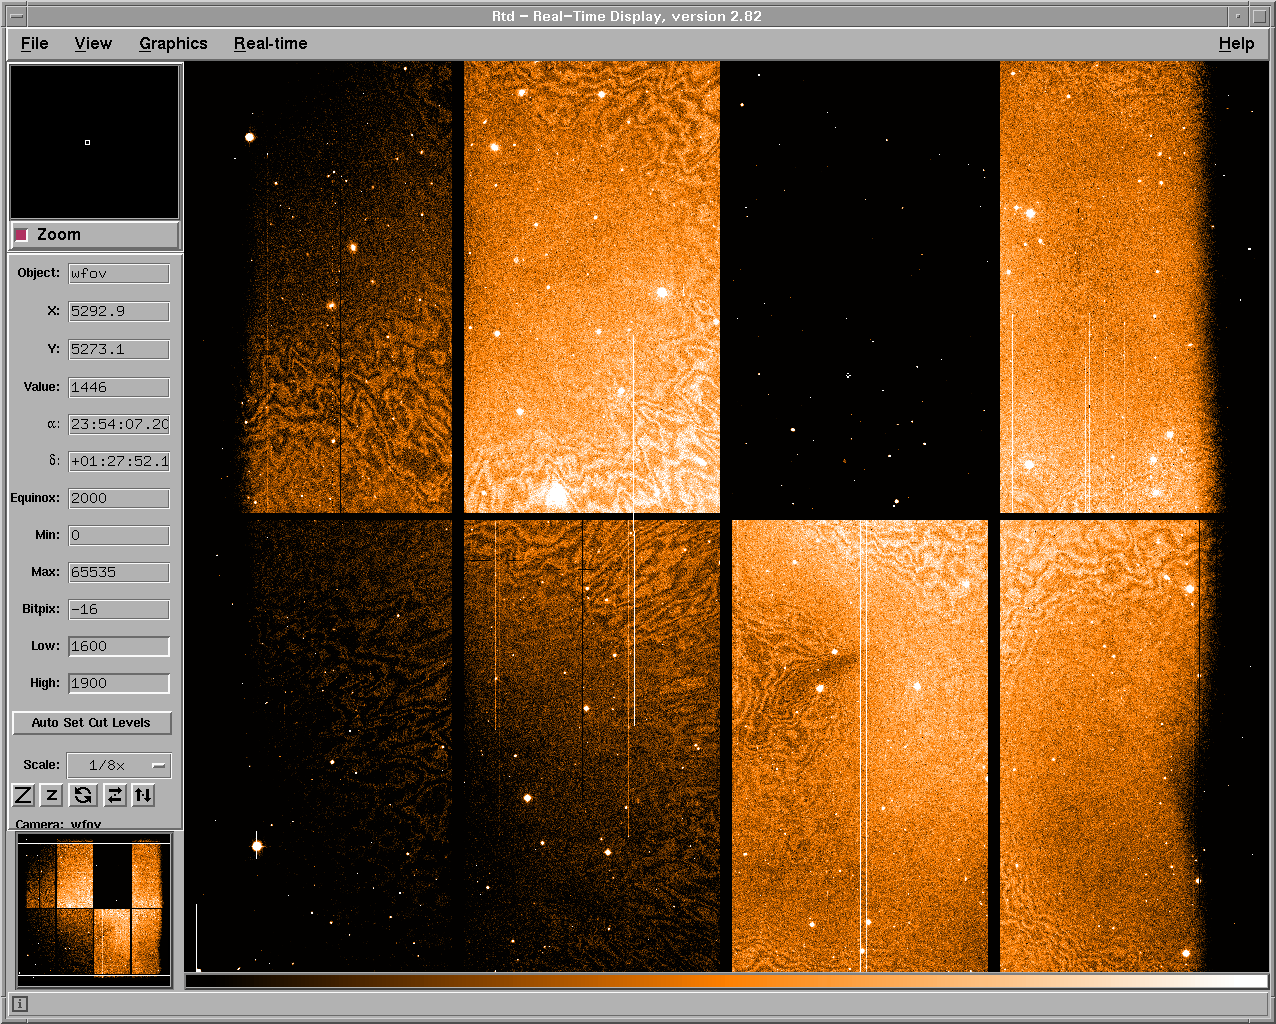 Rtd - Real-Time Display, version 2.82
File View Graphics Real-time Help
Zoom
Object: wfov
X: 5292.9
Y: 5273.1
Value: 1446
α: 23:54:07.20
δ: +01:27:52.1
Equinox: 2000
Min: 0
Max: 65535
Bitpix: -16
Low: 1600
High: 1900
Auto Set Cut Levels
Scale: 1/8x
Z z
Camera: wfov
i